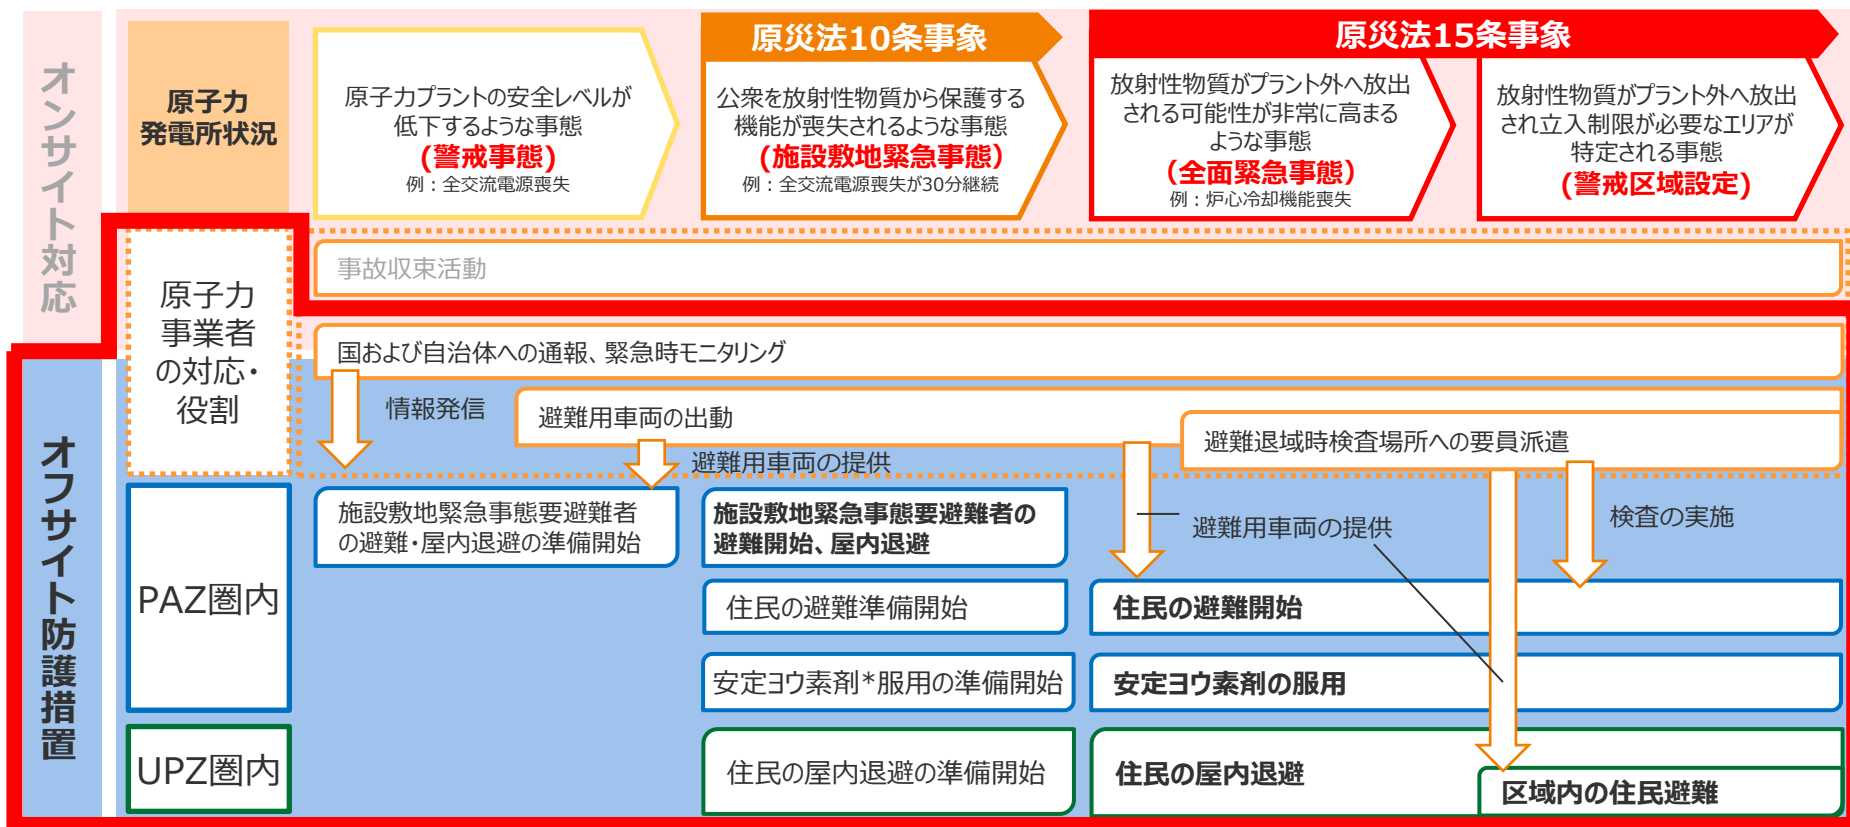 オンサイト対応
原子力
発電所状況
原子力プラントの安全レベルが
低下するような事態
(警戒事態)
例：全交流電源喪失
原災法10条事象
公衆を放射性物質から保護する
機能が喪失されるような事態
(施設敷地緊急事態)
例：全交流電源喪失が30分継続
原災法15条事象
放射性物質がプラント外へ放出
される可能性が非常に高まる
ような事態
(全面緊急事態)
例：炉心冷却機能喪失
放射性物質がプラント外へ放出
され立入制限が必要なエリアが
特定される事態
(警戒区域設定)
原子力
事業者
の対応・
役割
事故収束活動
国および自治体への通報、緊急時モニタリング
情報発信
避難用車両の出動
避難用車両の提供
避難退域時検査場所への要員派遣
避難用車両の提供
検査の実施
オフサイト防護措置
PAZ圏内
施設敷地緊急事態要避難者
の避難・屋内退避の準備開始
施設敷地緊急事態要避難者の
避難開始、屋内退避
住民の避難準備開始
住民の避難開始
安定ヨウ素剤*服用の準備開始
安定ヨウ素剤の服用
UPZ圏内
住民の屋内退避の準備開始
住民の屋内退避
区域内の住民避難